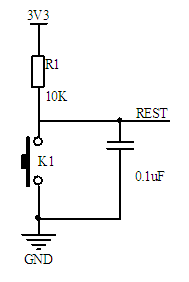 3V3
R1
10K
REST
K1
0.1uF
GND